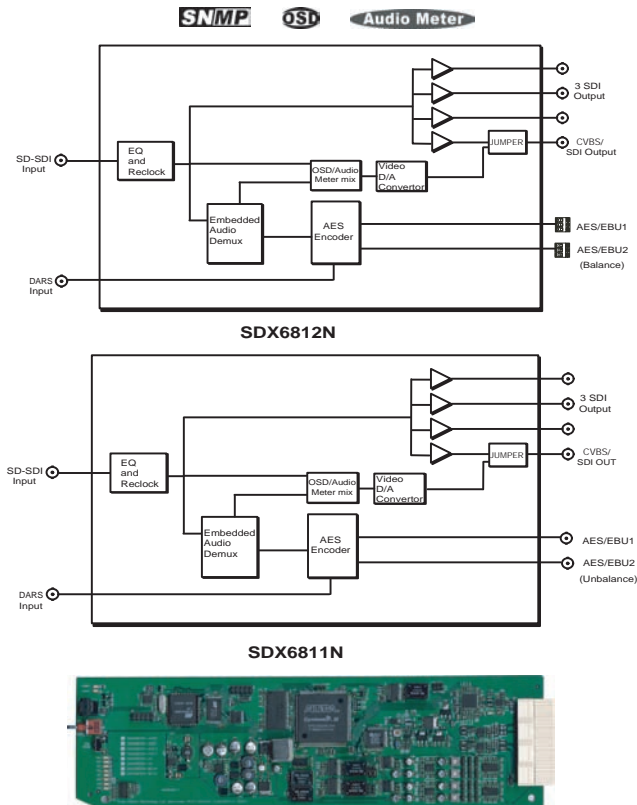 SNMP OSD Audio Meter
3 SDI
Output
CVBS/
SDI Output
JUMPER
SD-SDI
Input
EQ
and
Reclock
OSD/Audio
Meter mix
Video
D/A
Convertor
Embedded
Audio
Demux
AES
Encoder
AES/EBU1
AES/EBU2
(Balance)
DARS
Input
SDX6812N
3 SDI
Output
CVBS/
SDI OUT
JUMPER
SD-SDI
Input
EQ
and
Reclock
OSD/Audio
Meter mix
Video
D/A
Convertor
Embedded
Audio
Demux
AES
Encoder
AES/EBU1
AES/EBU2
(Unbalance)
DARS
Input
SDX6811N